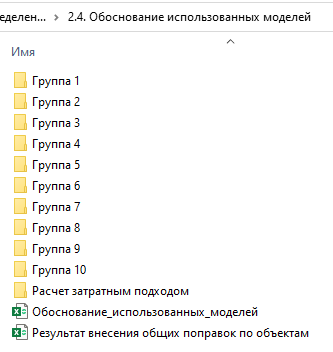 еделен... > 2.4. Обоснование использованных моделей
Имя
Группа 1
Группа 2
Группа 3
Группа 4
Группа 5
Группа 6
Группа 7
Группа 8
Группа 9
Группа 10
Расчет затратным подходом
Обоснование_использованных_моделей
Результат внесения общих поправок по объектам